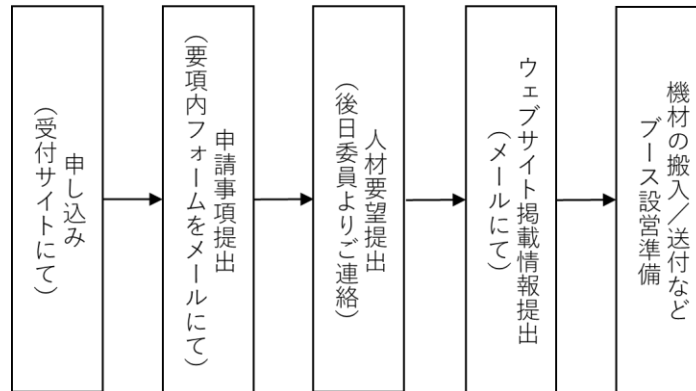 申し込み
（受付サイトにて）
申請事項提出
（要項内フォームをメールにて）
人材要望提出
（後日委員よりご連絡）
ウェブサイト掲載情報提出
（メールにて）
機材の搬入／送付など
ブース設営準備